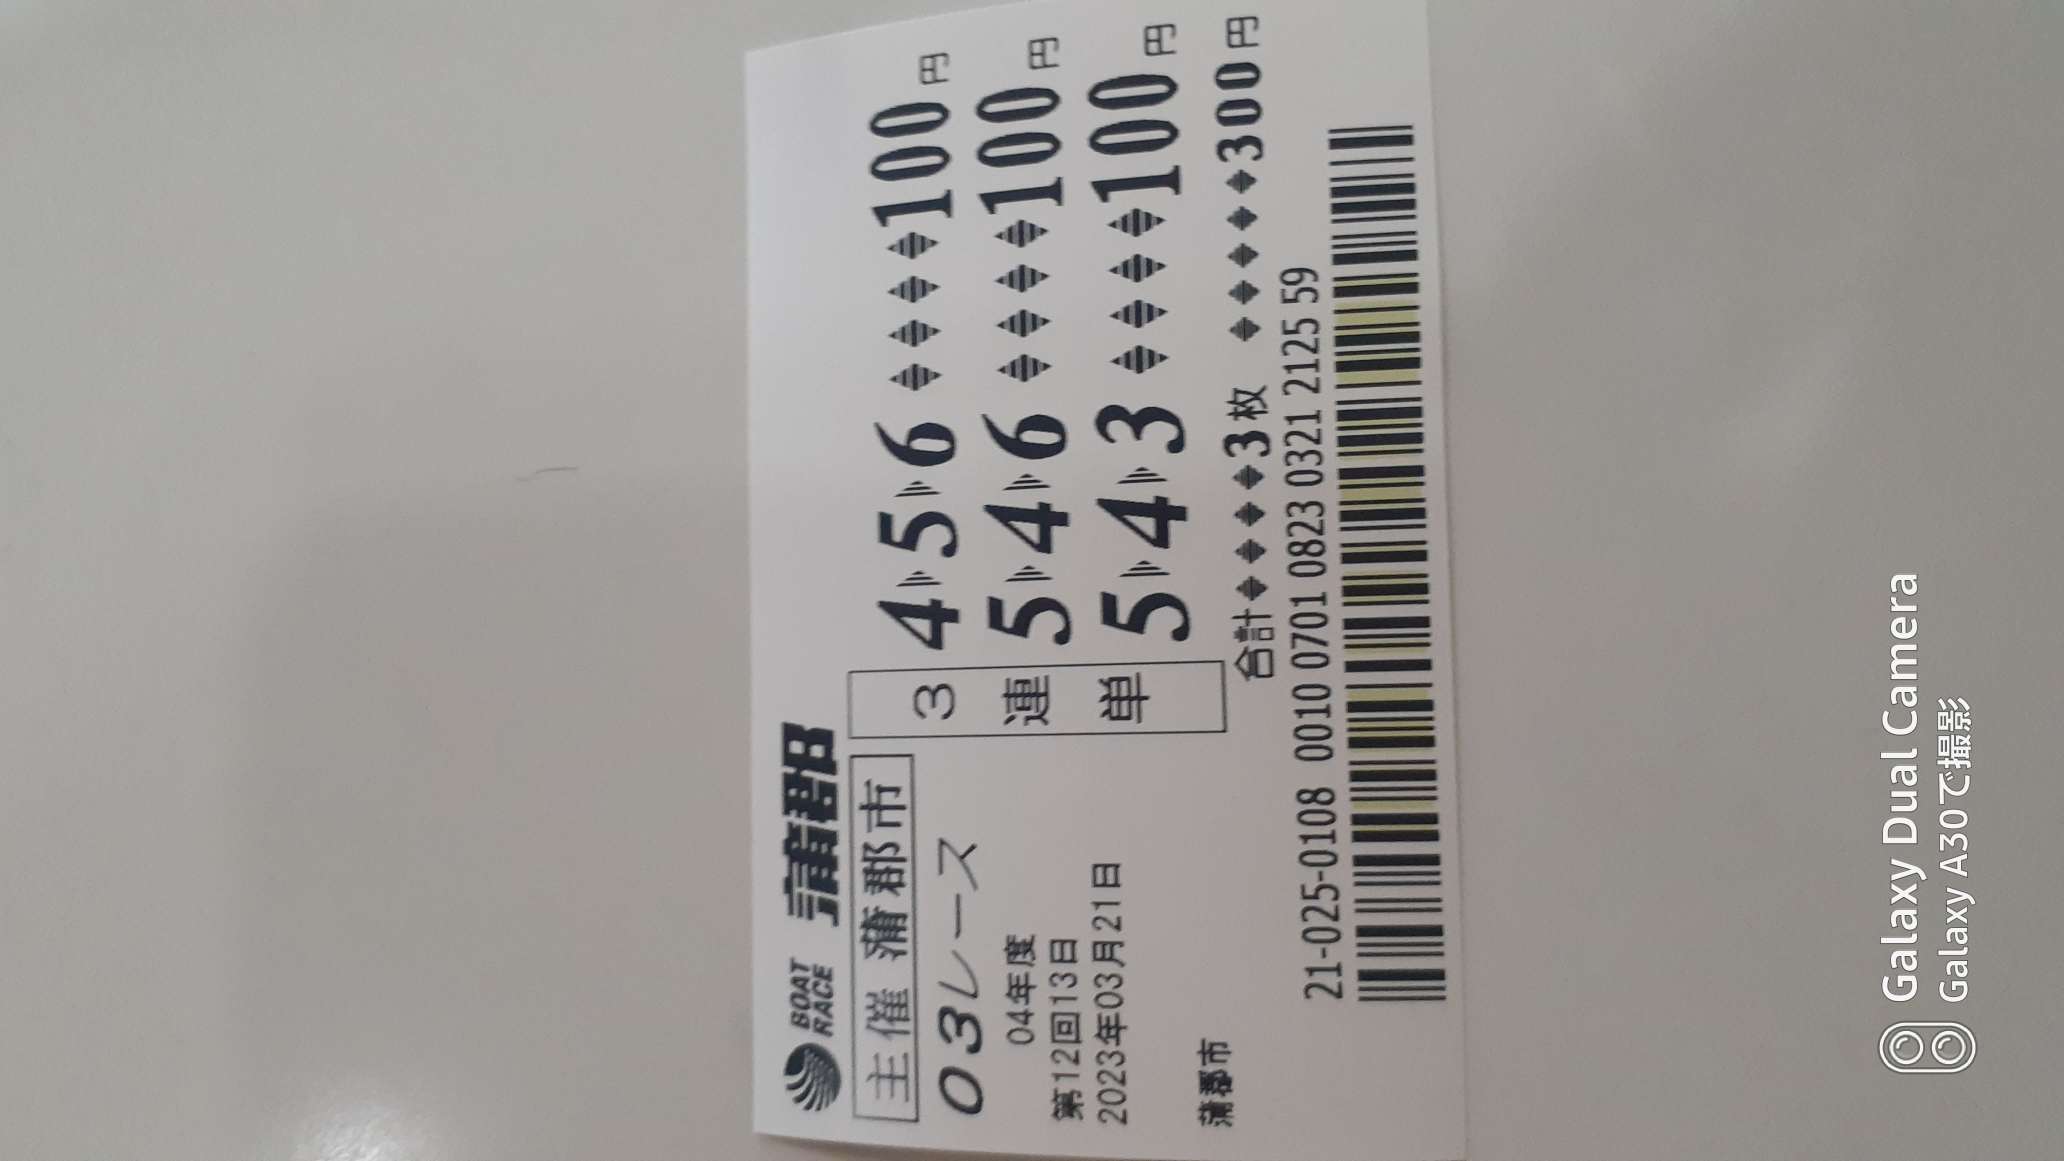 BOAT RACE 蒲郡
主催 蒲郡市
03レース
04年度
第12回13日
2023年03月21日
蒲郡市
3連単
4▶5▶6 ◆◆◆◆100円
5▶4▶6 ◆◆◆◆100円
5▶4▶3 ◆◆◆◆100円
合計◆◆◆◆3枚 ◆◆◆◆◆300円
21-025-0108 0010 0701 0823 0321 2125 59
Galaxy Dual Camera
Galaxy A30で撮影